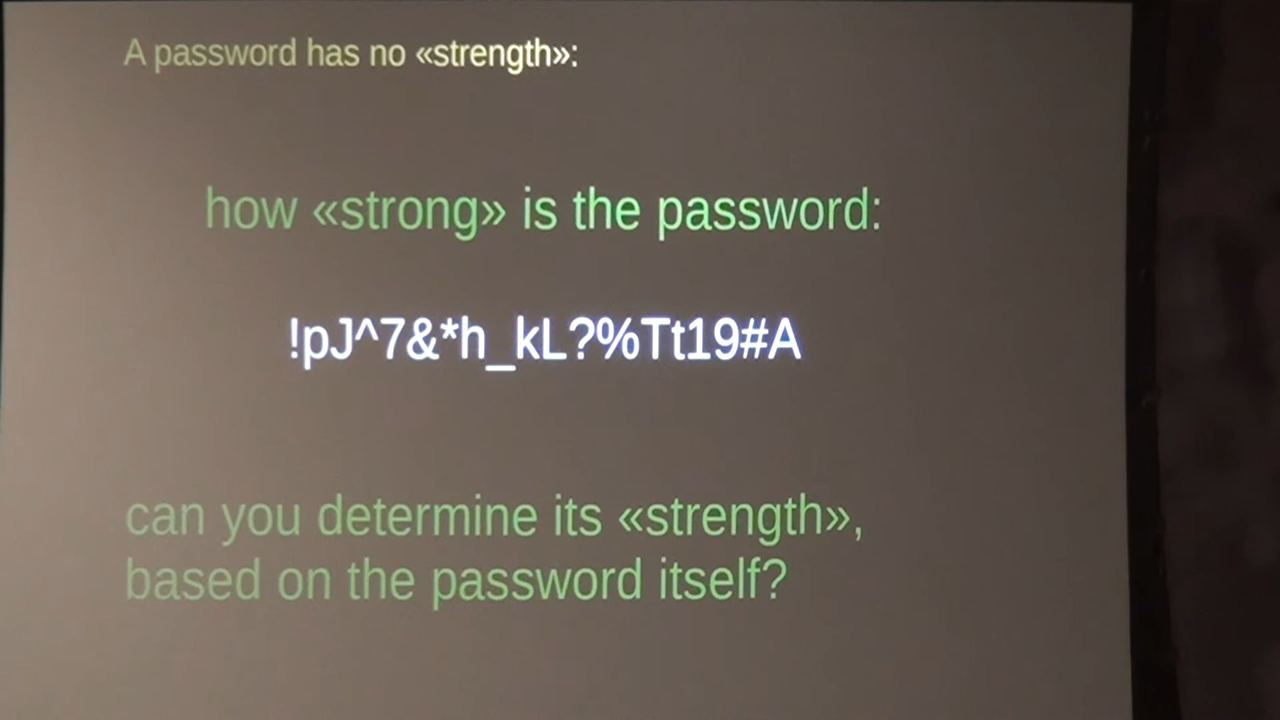 A password has no «strength»:
how «strong» is the password:
!pJ^7&*h_kL?%Tt19#A
can you determine its «strength»,
based on the password itself?